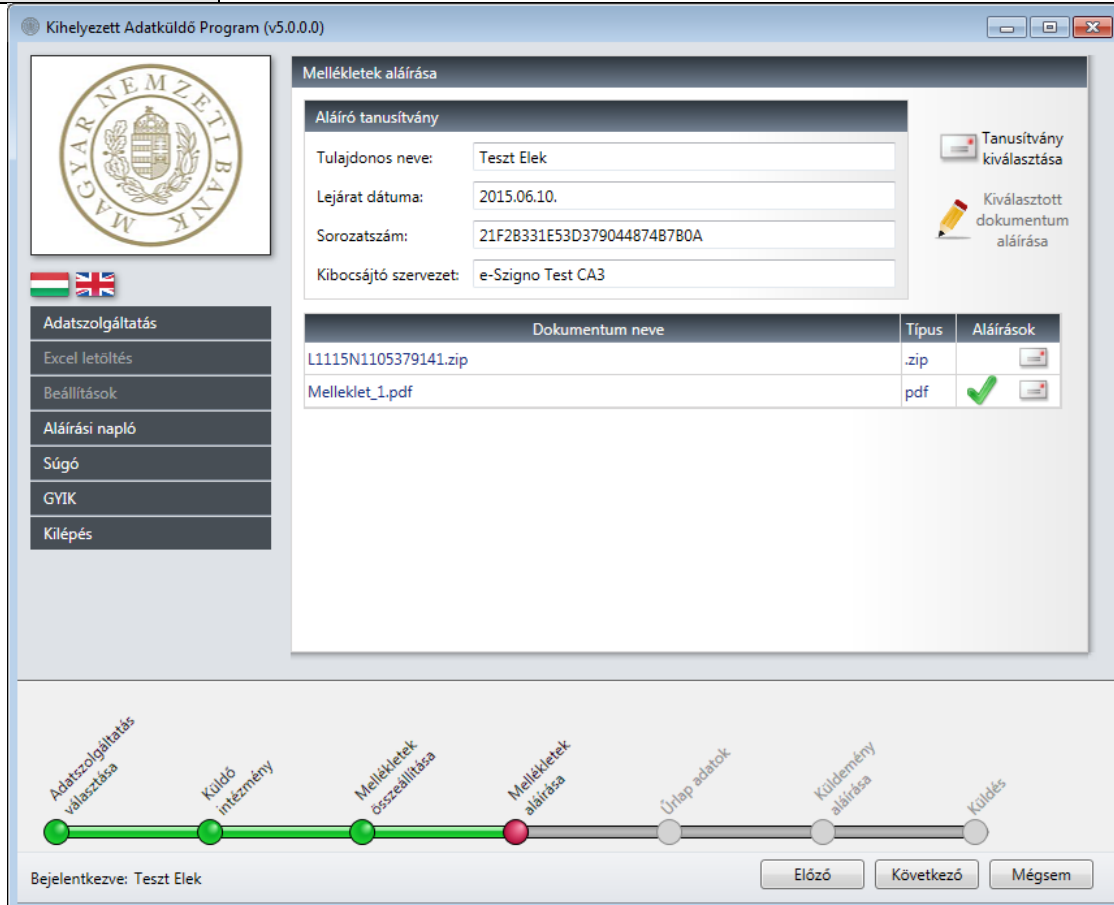 Kihelyezett Adatküldő Program (v5.0.0.0)
MAGYAR NEMZETI BANK
Mellékletek aláírása
Aláíró tanusítvány
Tulajdonos neve: Teszt Elek
Lejárat dátuma: 2015.06.10.
Sorozatszám: 21F2B331E53D379044874B7B0A
Kibocsájtó szervezet: e-Szigno Test CA3
Tanusítvány
kiválasztása
Kiválasztott
dokumentum
aláírása
Adatszolgáltatás
Excel letöltés
Beállítások
Aláírási napló
Súgó
GYIK
Kilépés
Dokumentum neve Típus Aláírások
L1115N1105379141.zip .zip
Melleklet_1.pdf pdf
Adatszolgáltatás
választása
Küldő
intézmény
Mellékletek
összeállítása
Mellékletek
aláírása
Űrlap adatok
Küldemény
aláírása
Küldés
Bejelentkezve: Teszt Elek
Előző
Következő
Mégsem